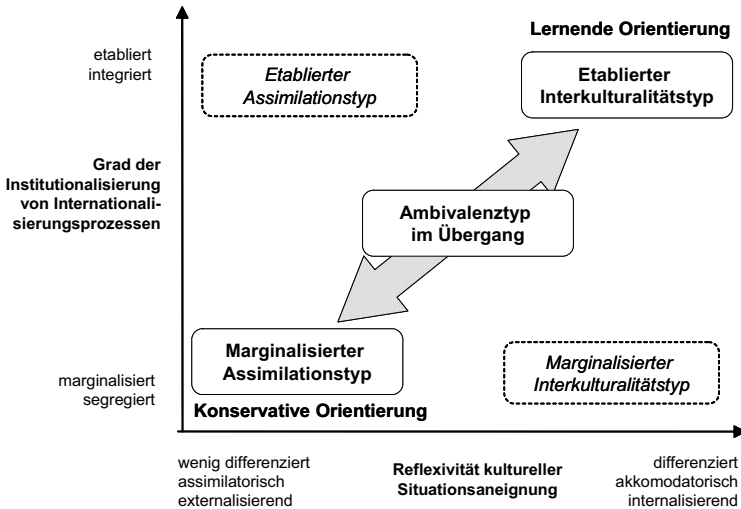 Lernende Orientierung
etabliert
integriert
Etablierter
Assimilationstyp
Etablierter
Interkulturalitätstyp
Grad der
Institutionalisierung
von Internationali-
sierungsprozessen
Ambivalenztyp
im Übergang
Marginalisierter
Assimilationstyp
Marginalisierter
Interkulturalitätstyp
marginalisiert
segregiert
Konservative Orientierung
wenig differenziert
assimilatorisch
externalisierend
Reflexivität kultureller
Situationsaneignung
differenziert
akkomodatorisch
internalisierend